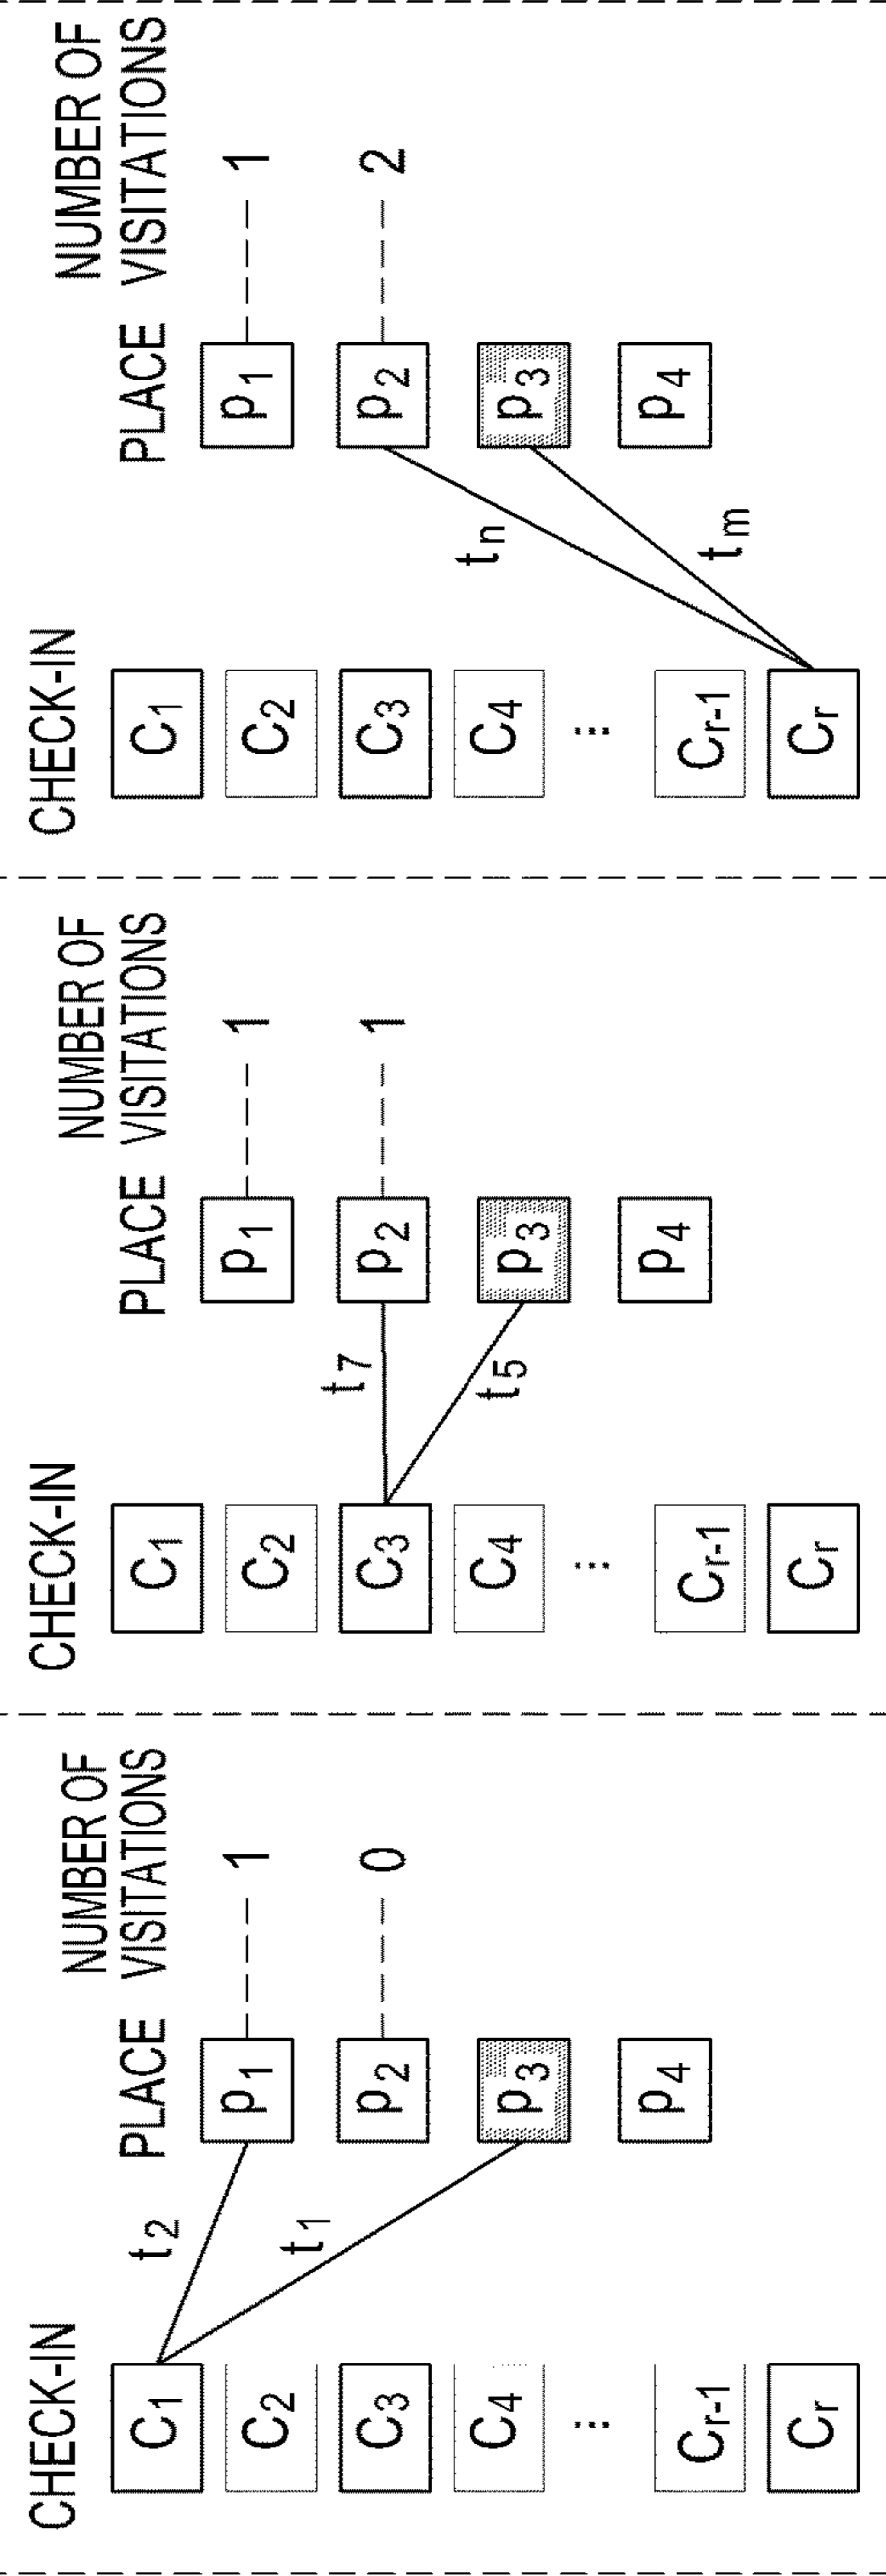 CHECK-IN
NUMBER OF
PLACE VISITATIONS
C1
t2
p1 1
C2
t1
C3
p2 0
C4
p3
⋮
p4
Cr-1
Cr
CHECK-IN
NUMBER OF
PLACE VISITATIONS
C1
p1 1
C2
t7
C3
p2 1
C4
t5
p3
⋮
p4
Cr-1
Cr
CHECK-IN
NUMBER OF
PLACE VISITATIONS
C1
p1 1
C2
C3
p2 2
C4
tn
p3
⋮
p4
Cr-1
tm
Cr